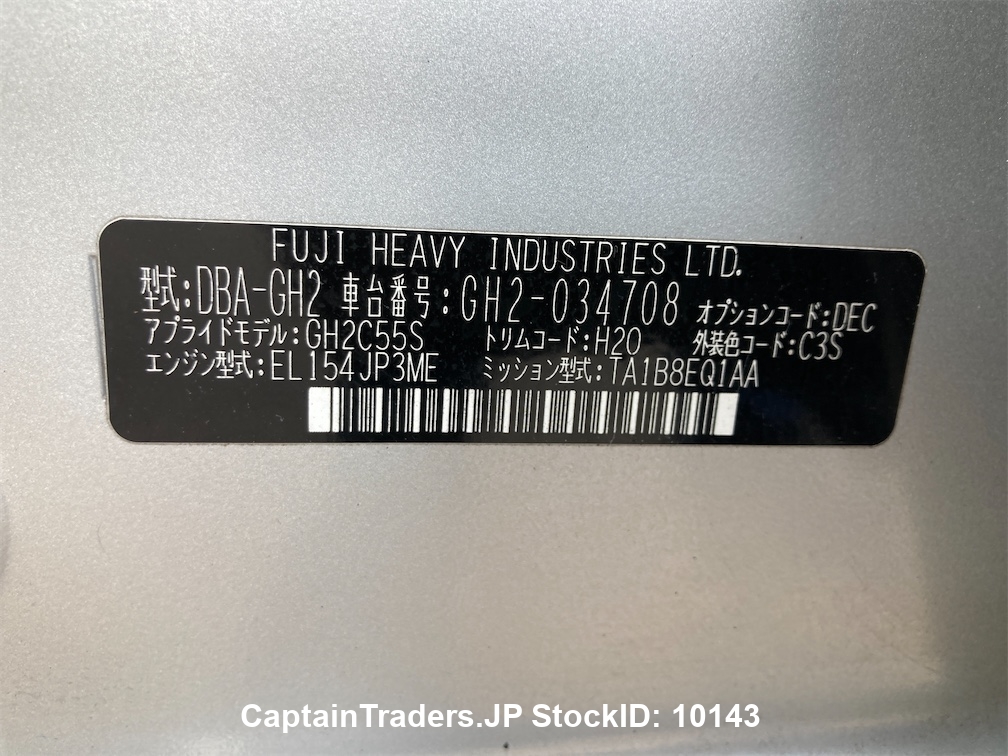 FUJI HEAVY INDUSTRIES LTD.
型式:DBA-GH2 車台番号:GH2-034708 オプションコード:DEC
アプライドモデル:GH2C55S トリムコード:H20 外装色コード:C3S
エンジン型式:EL154JP3ME ミッション型式:TA1B8EQ1AA
CaptainTraders.JP StockID: 10143